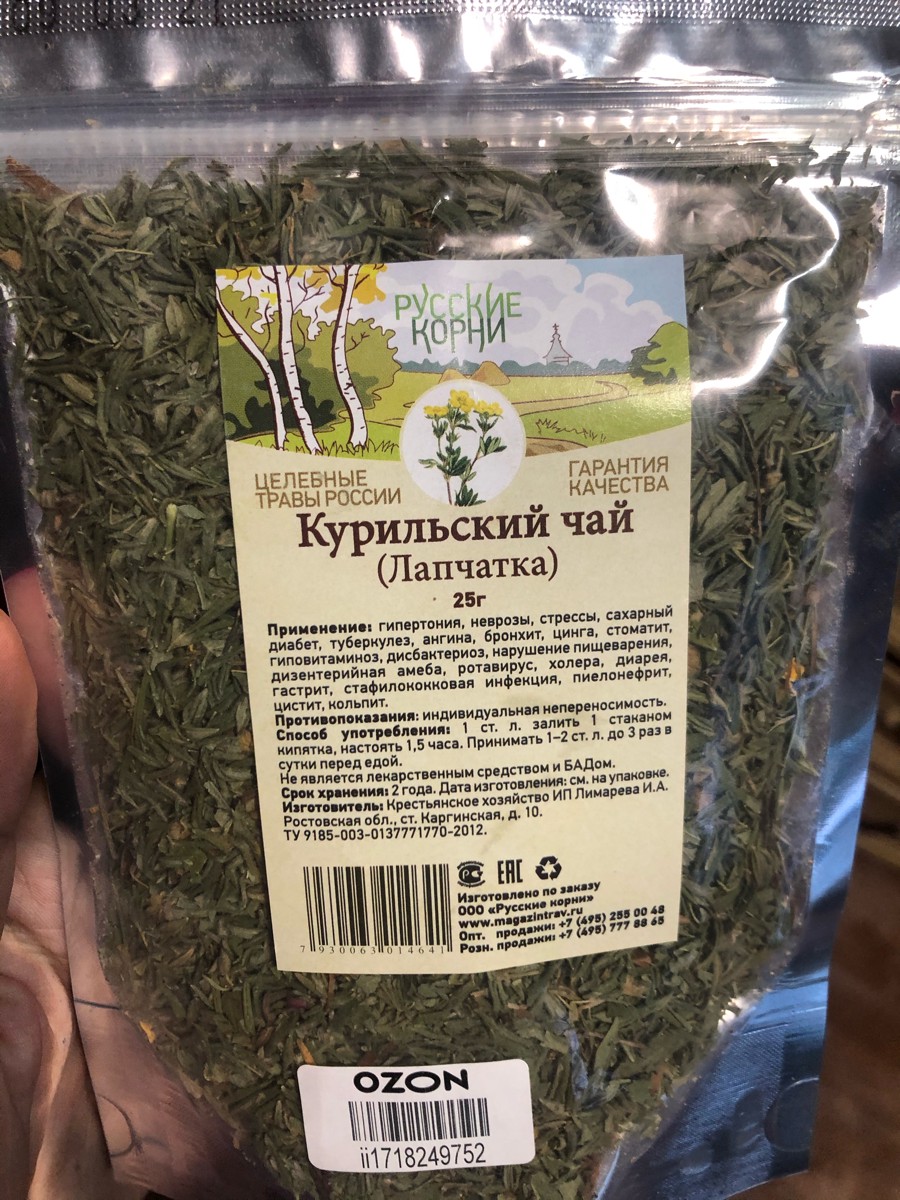 РУССКИЕ
КОРНИ
ЦЕЛЕБНЫЕ
ТРАВЫ РОССИИ
ГАРАНТИЯ
КАЧЕСТВА
Курильский чай
(Лапчатка)
25г
Применение: гипертония, неврозы, стрессы, сахарный
диабет, туберкулез, ангина, бронхит, цинга, стоматит,
гиповитаминоз, дисбактериоз, нарушение пищеварения,
дизентерийная амеба, ротавирус, холера, диарея,
гастрит, стафилококковая инфекция, пиелонефрит,
цистит, кольпит.
Противопоказания: индивидуальная непереносимость.
Способ употребления: 1 ст. л. залить 1 стаканом
кипятка, настоять 1,5 часа. Принимать 1–2 ст. л. до 3 раз в
сутки перед едой.
Не является лекарственным средством и БАДом.
Срок хранения: 2 года. Дата изготовления: см. на упаковке.
Изготовитель: Крестьянское хозяйство ИП Лимарева И.А.
Ростовская обл., ст. Каргинская, д. 10.
ТУ 9185-003-0137771770-2012.
РСТ ЕАС
Изготовлено по заказу
ООО «Русские корни»
www.magazintrav.ru
Опт. продажи: +7 (495) 255 00 48
Розн. продажи: +7 (495) 777 88 65
7 930063 014641
OZON
ii1718249752